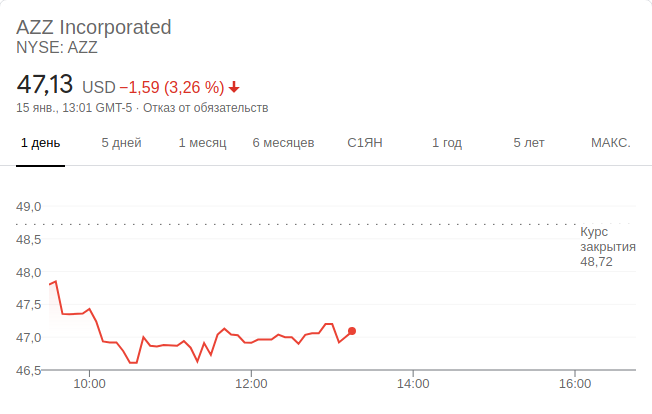 AZZ Incorporated
NYSE: AZZ
47,13 USD −1,59 (3,26 %)
15 янв., 13:01 GMT-5 · Отказ от обязательств
1 день 5 дней 1 месяц 6 месяцев С1ЯН 1 год 5 лет МАКС.
49,0
Курс
48,5
закрытия
48,72
48,0
47,5
47,0
46,5
10:00 12:00 14:00 16:00